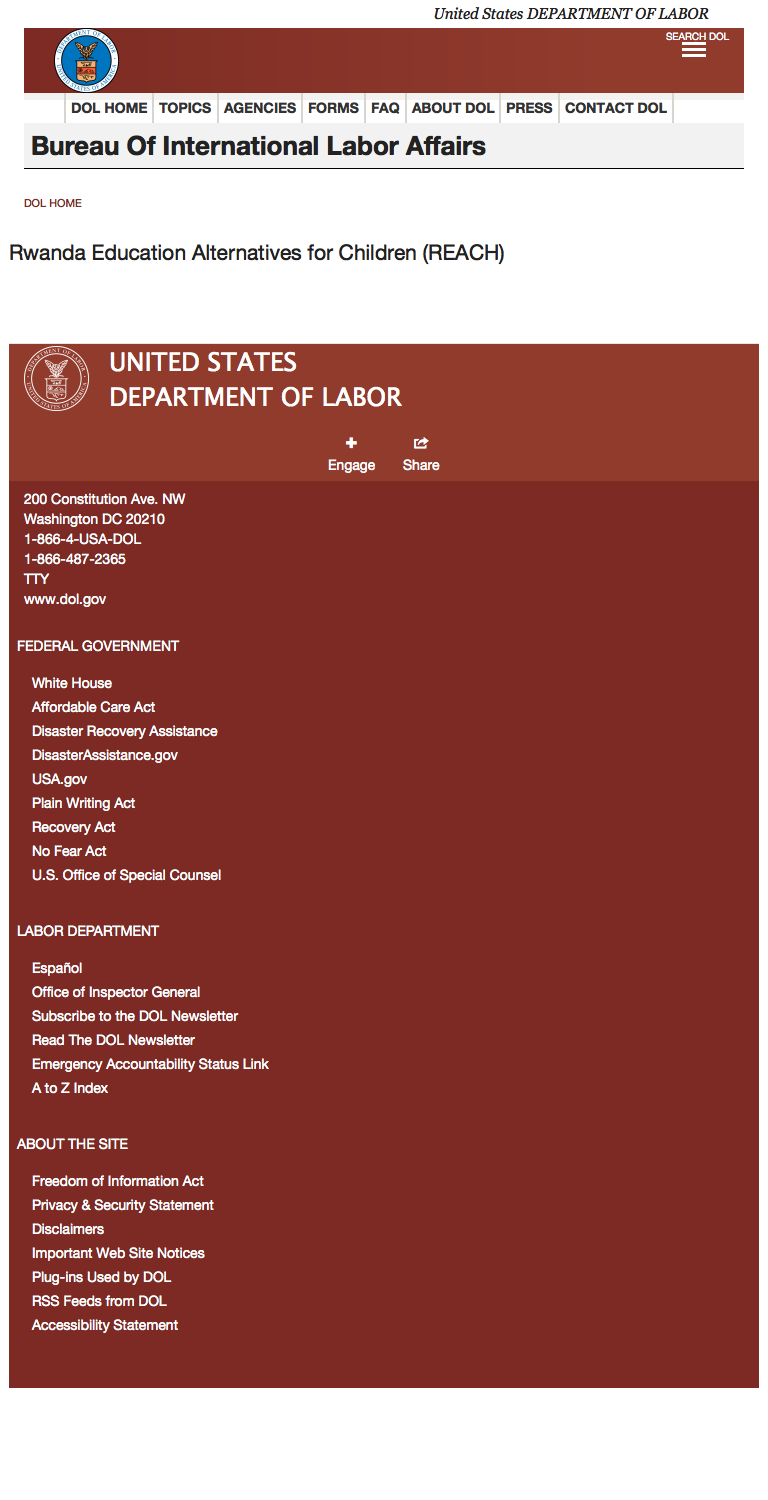 United States DEPARTMENT OF LABOR
SEARCH DOL
DOL HOME TOPICS AGENCIES FORMS FAQ ABOUT DOL PRESS CONTACT DOL
Bureau Of International Labor Affairs
DOL HOME
Rwanda Education Alternatives for Children (REACH)
UNITED STATES
DEPARTMENT OF LABOR
Engage Share
200 Constitution Ave. NW
Washington DC 20210
1-866-4-USA-DOL
1-866-487-2365
TTY
www.dol.gov
FEDERAL GOVERNMENT
White House
Affordable Care Act
Disaster Recovery Assistance
DisasterAssistance.gov
USA.gov
Plain Writing Act
Recovery Act
No Fear Act
U.S. Office of Special Counsel
LABOR DEPARTMENT
Español
Office of Inspector General
Subscribe to the DOL Newsletter
Read The DOL Newsletter
Emergency Accountability Status Link
A to Z Index
ABOUT THE SITE
Freedom of Information Act
Privacy & Security Statement
Disclaimers
Important Web Site Notices
Plug-ins Used by DOL
RSS Feeds from DOL
Accessibility Statement